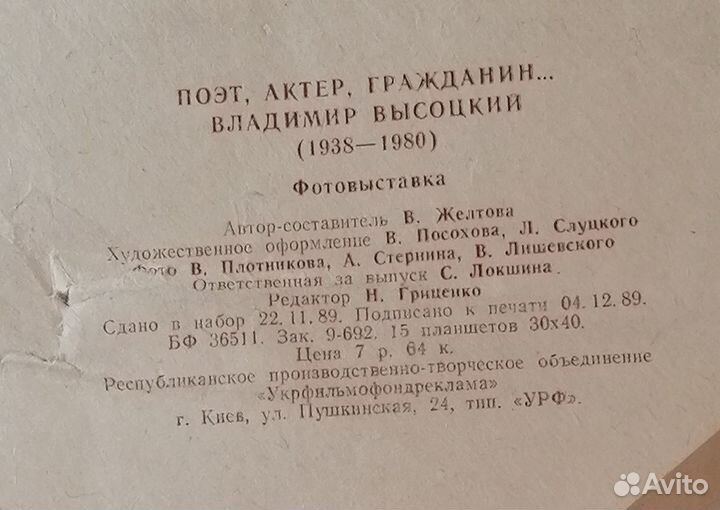 ПОЭТ, АКТЕР, ГРАЖДАНИН...
ВЛАДИМИР ВЫСОЦКИЙ
(1938—1980)
Фотовыставка
Автор-составитель В. Желтова
Художественное оформление В. Посохова, Л. Слуцкого
Фото В. Плотникова, А. Стернина, В. Лишевского
Ответственная за выпуск С. Локшина.
Редактор Н. Гриценко
Сдано в набор 22.11.89. Подписано к печати 04.12.89.
БФ 36511. Зак. 9-692. 15 планшетов 30х40.
Цена 7 р. 64 к.
Республиканское производственно-творческое объединение
«Укрфильмофондреклама»
г. Киев, ул. Пушкинская, 24, тип. «УРФ».
Avito